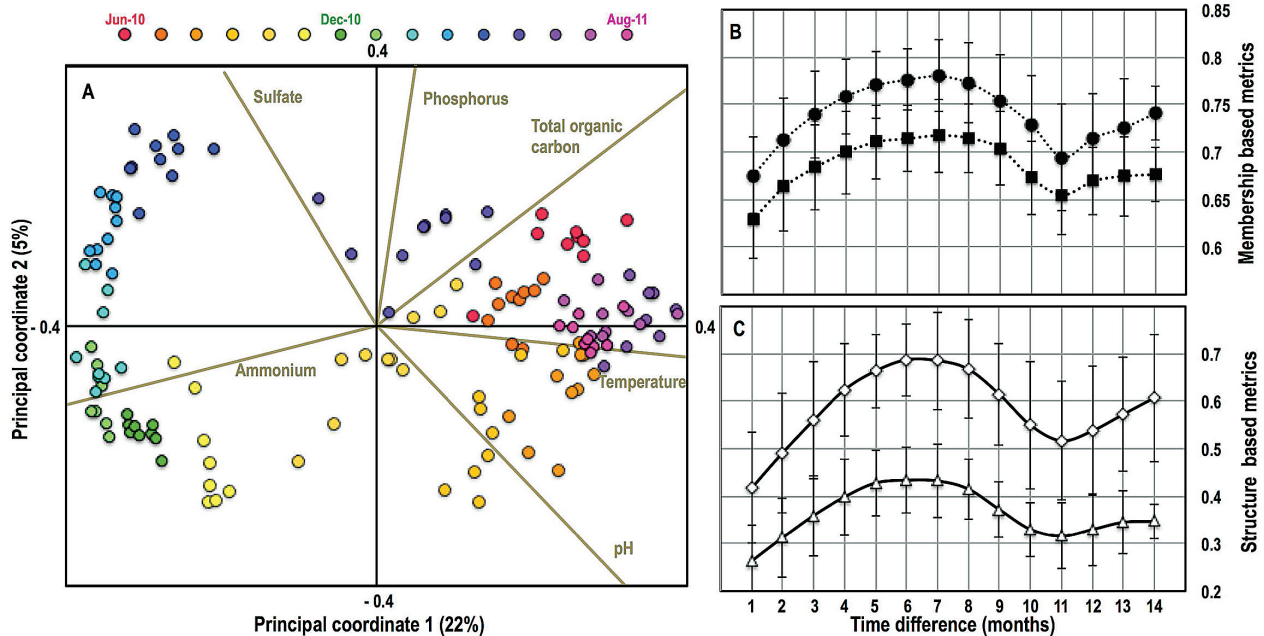 Jun-10
Dec-10
Aug-11
0.4
A
Sulfate
Phosphorus
Total organic
carbon
Principal coordinate 2 (5%)
- 0.4
0.4
Ammonium
Temperature
pH
- 0.4
Principal coordinate 1 (22%)
B
0.85
0.8
0.75
0.7
0.65
0.6
Membership based metrics
C
0.7
0.6
0.5
0.4
0.3
0.2
Structure based metrics
1 2 3 4 5 6 7 8 9 10 11 12 13 14
Time difference (months)